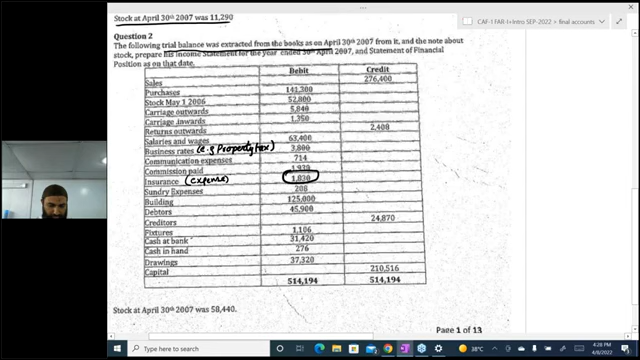 Stock at April 30th 2007 was 11,290
CAF-1 FAR-I+Intro SEP-2022 > final accounts
Question 2
The following trial balance was extracted from the books as on April 30th 2007 from it, and the note about
stock, prepare his Income Statement for the year ended 30th April 2007, and Statement of Financial
Position as on that date.
Debit Credit
Sales 276,400
Purchases 141,300
Stock May 1 2006 52,800
Carriage outwards 5,840
Carriage inwards 1,350
Returns outwards 2,408
Salaries and wages 63,400
Business rates (e.g Property tax) 3,800
Communication expenses 714
Commission paid 1,930
Insurance (expense) 1,830
Sundry Expenses 208
Building 125,000
Debtors 45,900
Creditors 24,870
Fixtures 1,106
Cash at bank 31,420
Cash in hand 276
Drawings 37,320
Capital 210,516
514,194 514,194
Stock at April 30th 2007 was 58,440.
Page 1 of 13
Type here to search
38°C
4:28 PM
4/8/2022